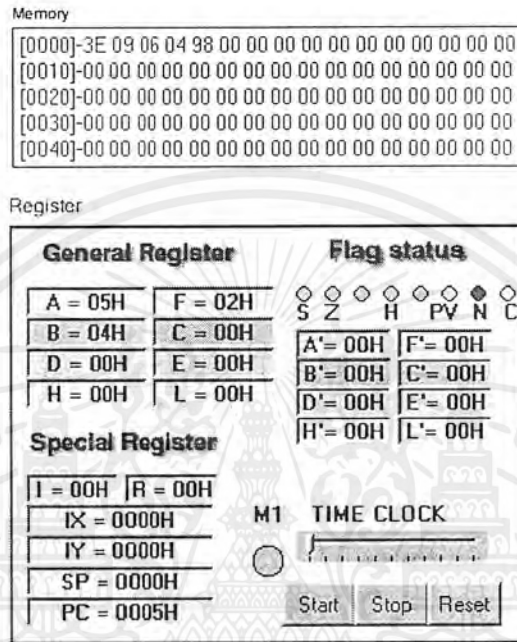 Memory
[0000]-3E 09 06 04 98 00 00 00 00 00 00 00 00 00 00 00
[0010]-00 00 00 00 00 00 00 00 00 00 00 00 00 00 00 00
[0020]-00 00 00 00 00 00 00 00 00 00 00 00 00 00 00 00
[0030]-00 00 00 00 00 00 00 00 00 00 00 00 00 00 00 00
[0040]-00 00 00 00 00 00 00 00 00 00 00 00 00 00 00 00
Register
General Register
A = 05H F = 02H
B = 04H C = 00H
D = 00H E = 00H
H = 00H L = 00H
Flag status
S Z H PV N C
A'= 00H F'= 00H
B'= 00H C'= 00H
D'= 00H E'= 00H
H'= 00H L'= 00H
Special Register
I = 00H R = 00H
IX = 0000H
IY = 0000H
SP = 0000H
PC = 0005H
M1 TIME CLOCK
Start Stop Reset